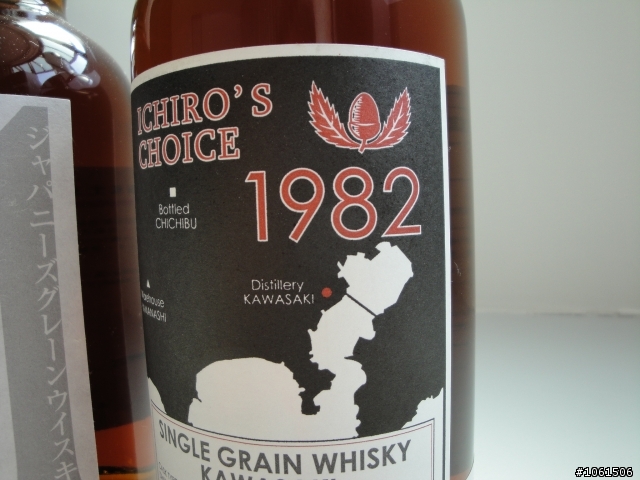 ICHIRO'S
CHOICE
1982
Bottled
CHICHIBU
Distillery
KAWASAKI
SINGLE GRAIN WHISKY
ジャパニーズグレーンウイスキ
#1061506